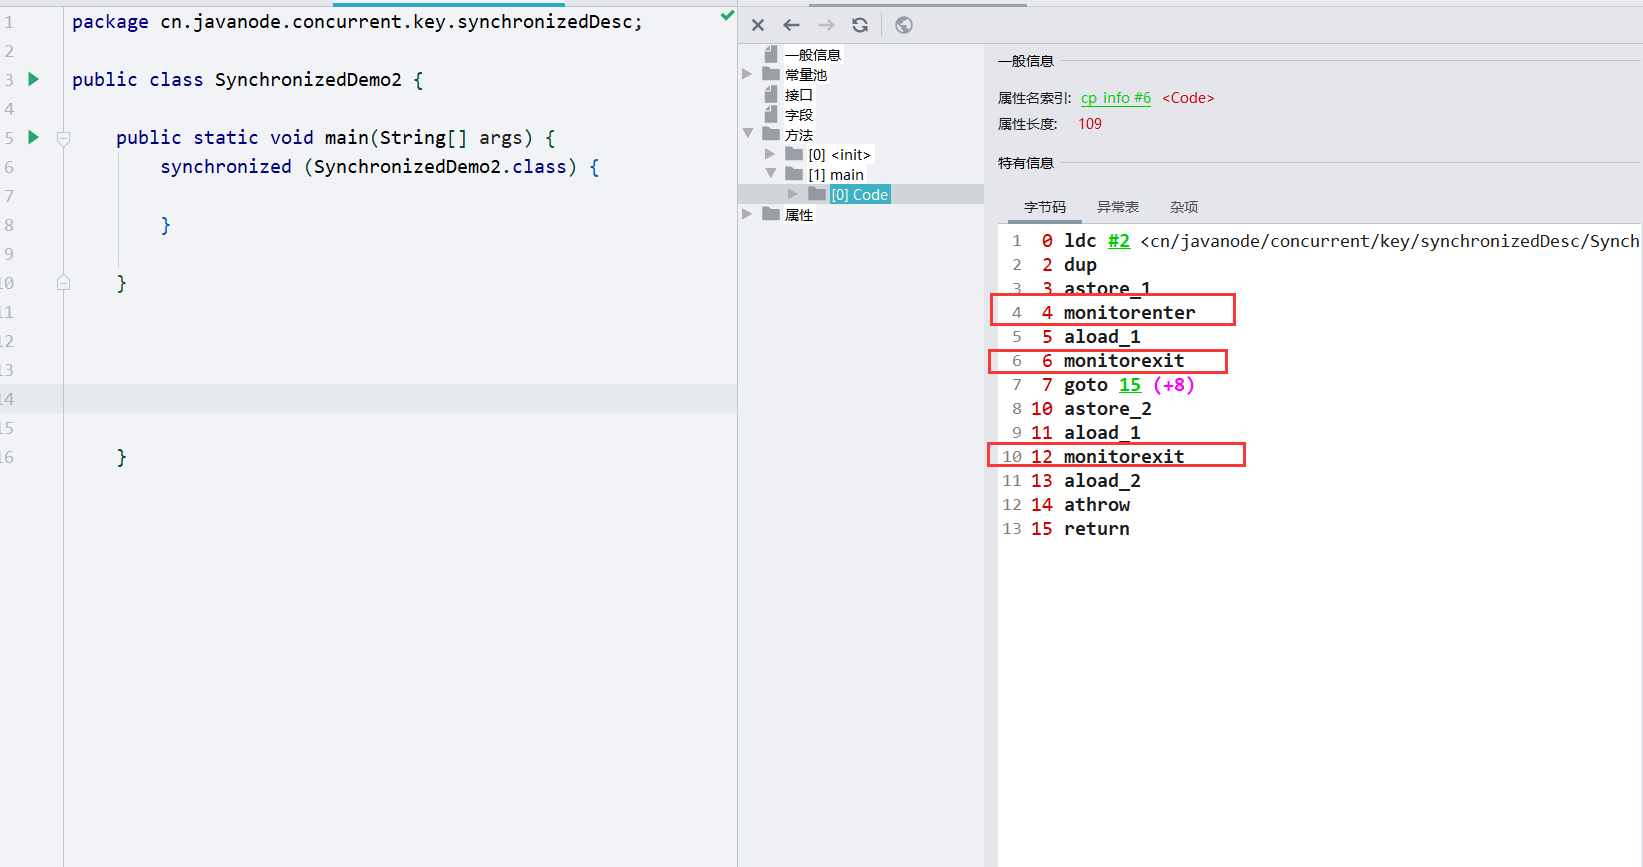 1 package cn.javanode.concurrent.key.synchronizedDesc;
2
3 public class SynchronizedDemo2 {
4
5 public static void main(String[] args) {
6 synchronized (SynchronizedDemo2.class) {
7
8 }
9
10 }
11
12
13
14
15
16 }
一般信息
常量池
接口
字段
方法
[0] <init>
[1] main
[0] Code
属性
一般信息
属性名索引: cp_info #6 <Code>
属性长度: 109
特有信息
字节码 异常表 杂项
1 0 ldc #2 <cn/javanode/concurrent/key/synchronizedDesc/Synch
2 2 dup
3 3 astore_1
4 4 monitorenter
5 5 aload_1
6 6 monitorexit
7 7 goto 15 (+8)
8 10 astore_2
9 11 aload_1
10 12 monitorexit
11 13 aload_2
12 14 athrow
13 15 return